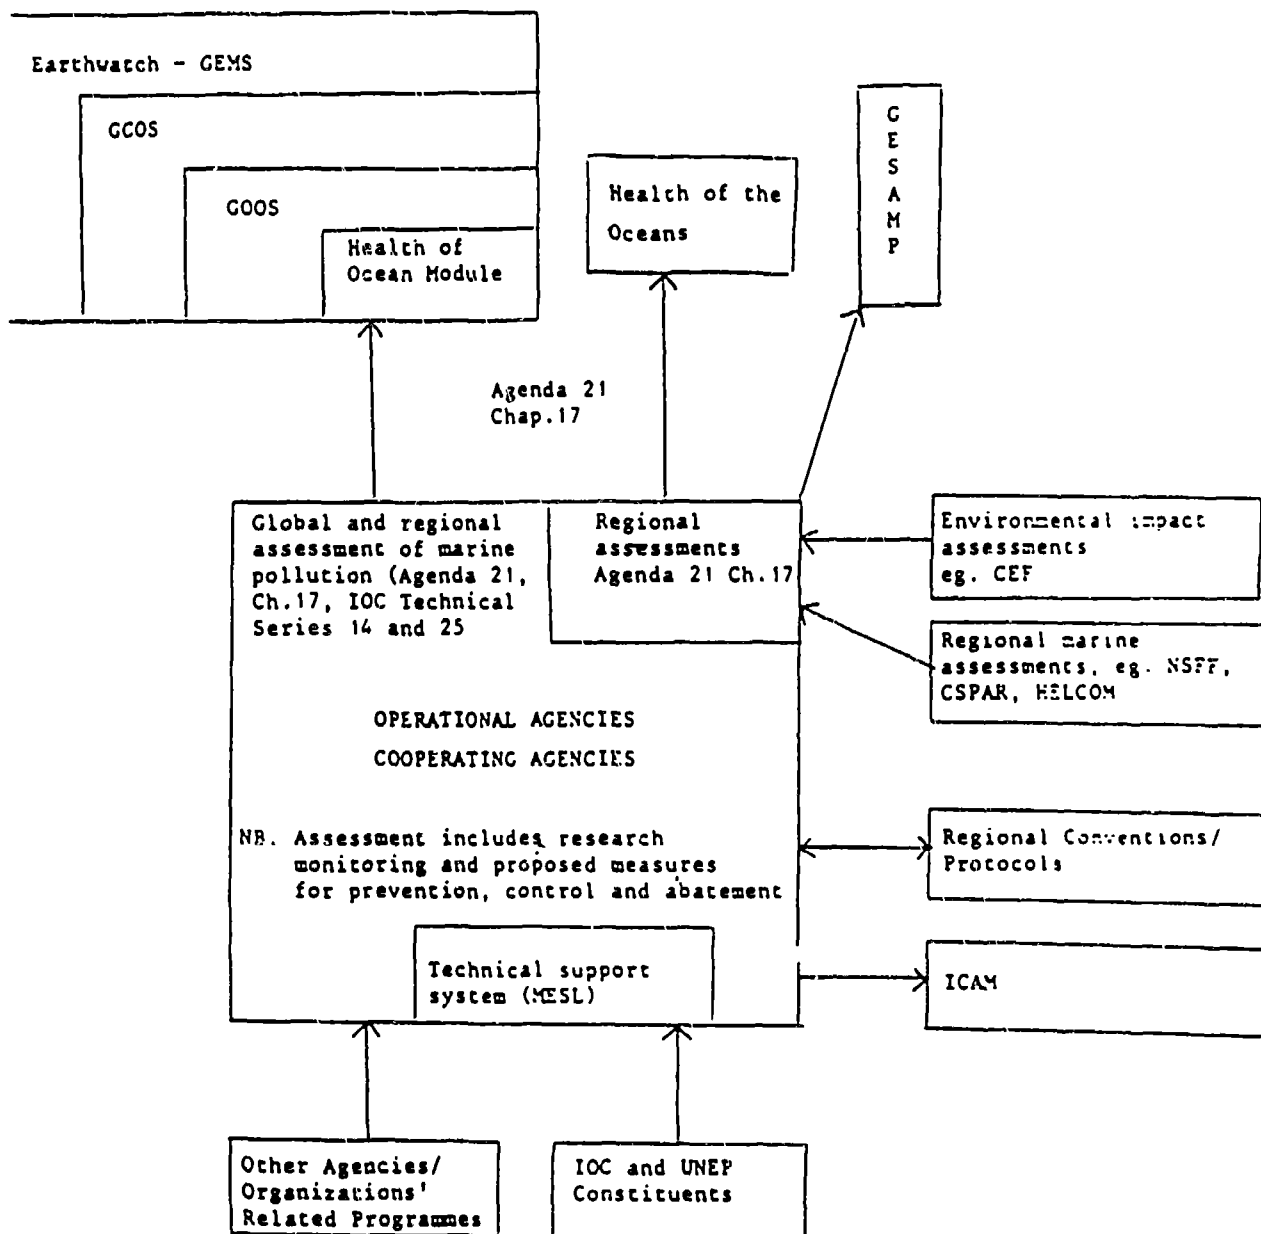 Earthwatch - GEMS
GCOS
GOOS
Health of
Ocean Module
Health of the
Oceans
G
E
S
A
M
P
Agenda 21
Chap.17
Global and regional
assessment of marine
pollution (Agenda 21,
Ch.17, IOC Technical
Series 14 and 25
Regional
assessments
Agenda 21 Ch.17
Environmental impact
assessments
eg. CEF
Regional marine
assessments, eg.
HELCOM
OPERATIONAL AGENCIES
COOPERATING AGENCIES
NB. Assessment includes research
monitoring and proposed measures
for prevention, control and abatement
Regional Conventions/
Protocols
Technical support
system (MESL)
ICAM
Other Agencies/
Organizations'
Related Programmes
IOC and UNEP
Constituents